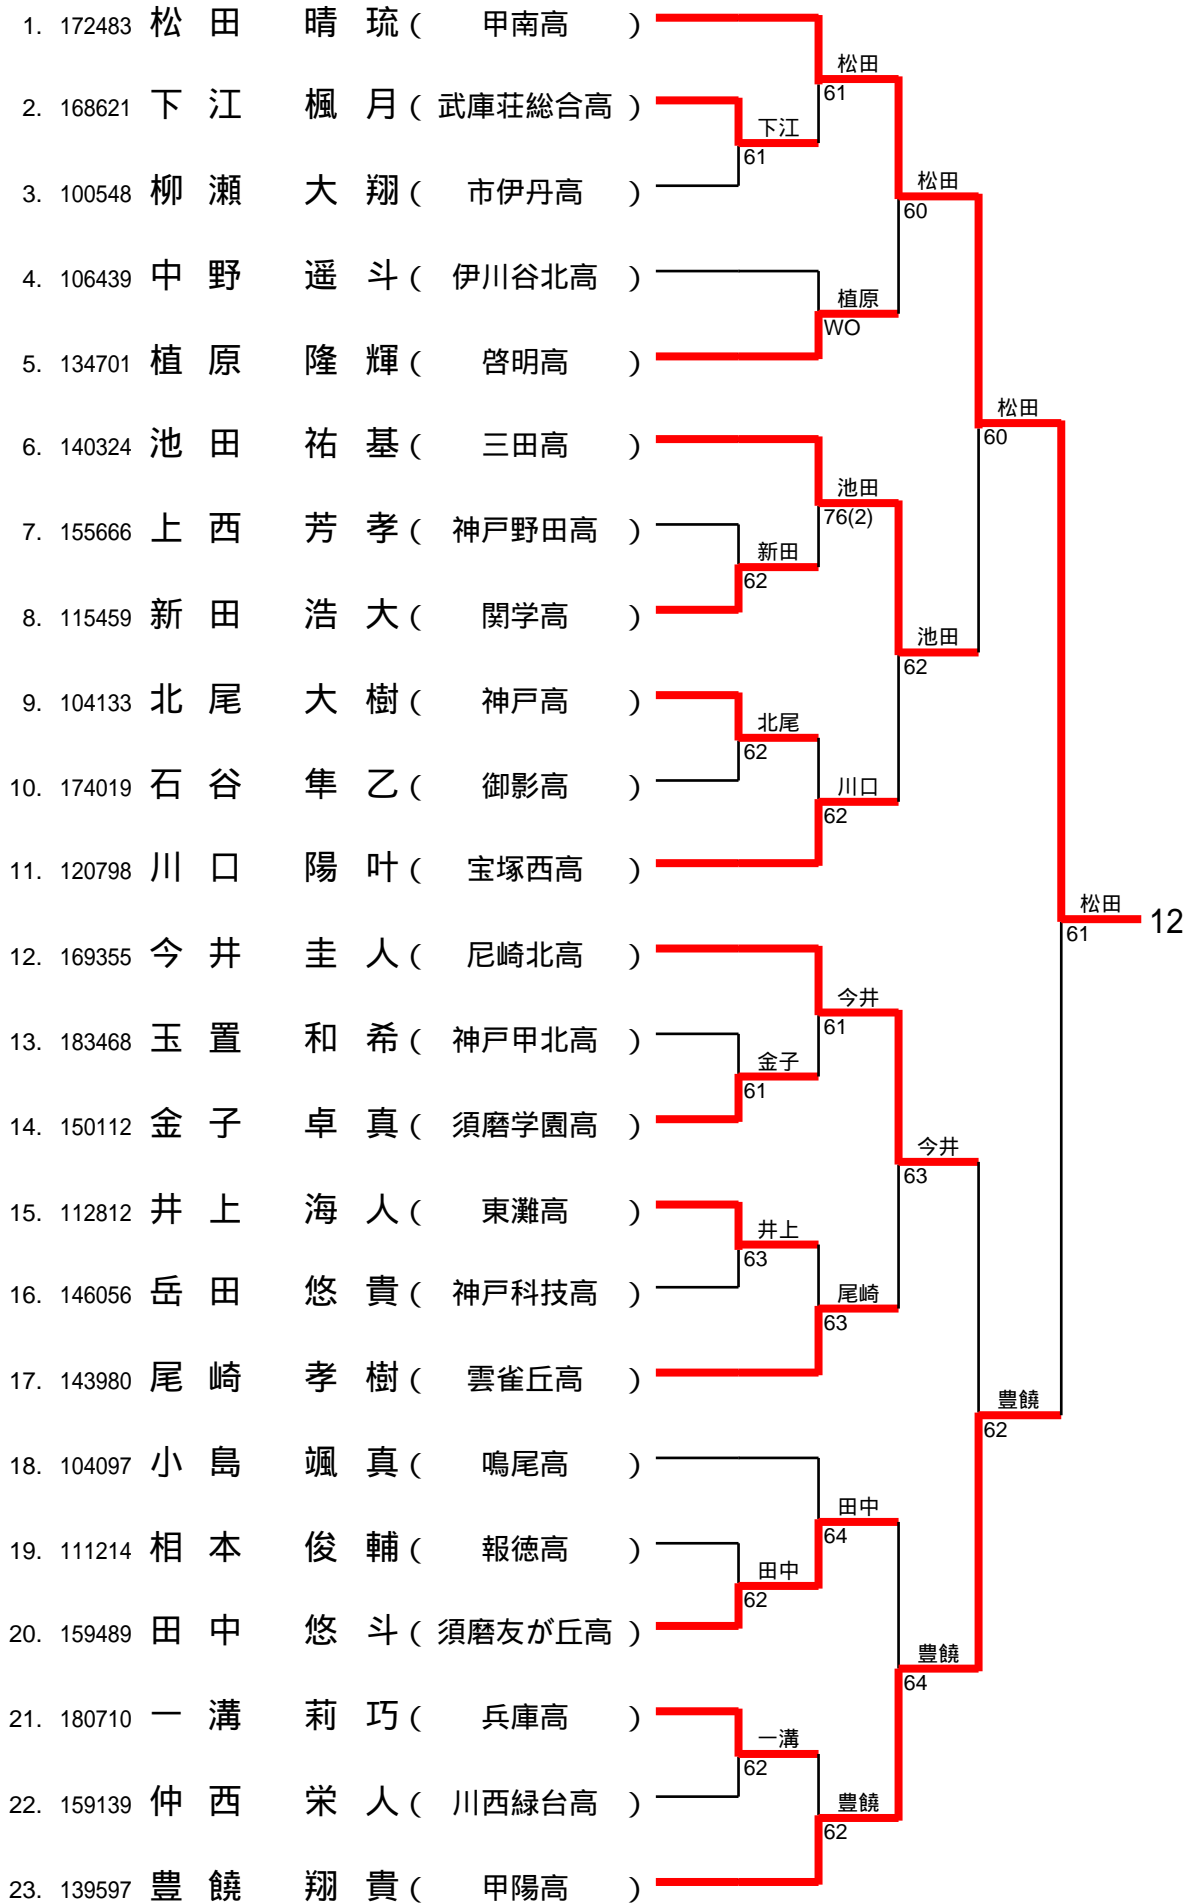 1. 172483 松田 晴琉 ( 甲南高 )
松田
61
2. 168621 下江 楓月 ( 武庫荘総合高 )
下江
61
3. 100548 柳瀬 大翔 ( 市伊丹高 )
松田
60
4. 106439 中野 遥斗 ( 伊川谷北高 )
植原
WO
5. 134701 植原 隆輝 ( 啓明高 )
松田
60
6. 140324 池田 祐基 ( 三田高 )
池田
76(2)
7. 155666 上西 芳孝 ( 神戸野田高 )
新田
62
8. 115459 新田 浩大 ( 関学高 )
池田
62
9. 104133 北尾 大樹 ( 神戸高 )
北尾
62
10. 174019 石谷 隼乙 ( 御影高 )
川口
62
11. 120798 川口 陽叶 ( 宝塚西高 )
松田
61
12
12. 169355 今井 圭人 ( 尼崎北高 )
今井
61
13. 183468 玉置 和希 ( 神戸甲北高 )
金子
61
14. 150112 金子 卓真 ( 須磨学園高 )
今井
63
15. 112812 井上 海人 ( 東灘高 )
井上
63
16. 146056 岳田 悠貴 ( 神戸科技高 )
尾崎
63
17. 143980 尾崎 孝樹 ( 雲雀丘高 )
豊饒
62
18. 104097 小島 颯真 ( 鳴尾高 )
田中
64
19. 111214 相本 俊輔 ( 報徳高 )
田中
62
20. 159489 田中 悠斗 ( 須磨友が丘高 )
豊饒
64
21. 180710 一溝 莉巧 ( 兵庫高 )
一溝
62
22. 159139 仲西 栄人 ( 川西緑台高 )
豊饒
62
23. 139597 豊饒 翔貴 ( 甲陽高 )